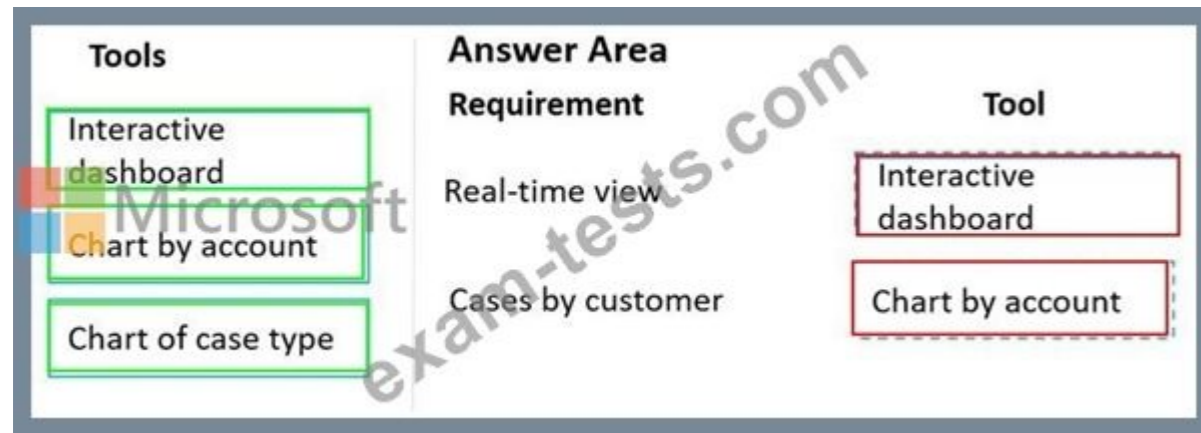 Tools
Interactive
dashboard
Chart by account
Chart of case type
Microsoft
Answer Area
Requirement
Tool
Real-time view
Interactive
dashboard
Cases by customer
Chart by account
exam-tests.com